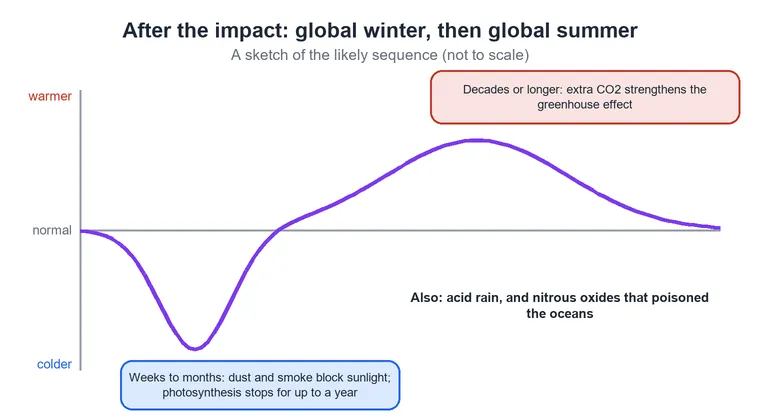 After the impact: global winter, then global summer
A sketch of the likely sequence (not to scale)
warmer
Decades or longer: extra CO2 strengthens the
greenhouse effect
normal
Also: acid rain, and nitrous oxides that poisoned
the oceans
colder
Weeks to months: dust and smoke block sunlight;
photosynthesis stops for up to a year